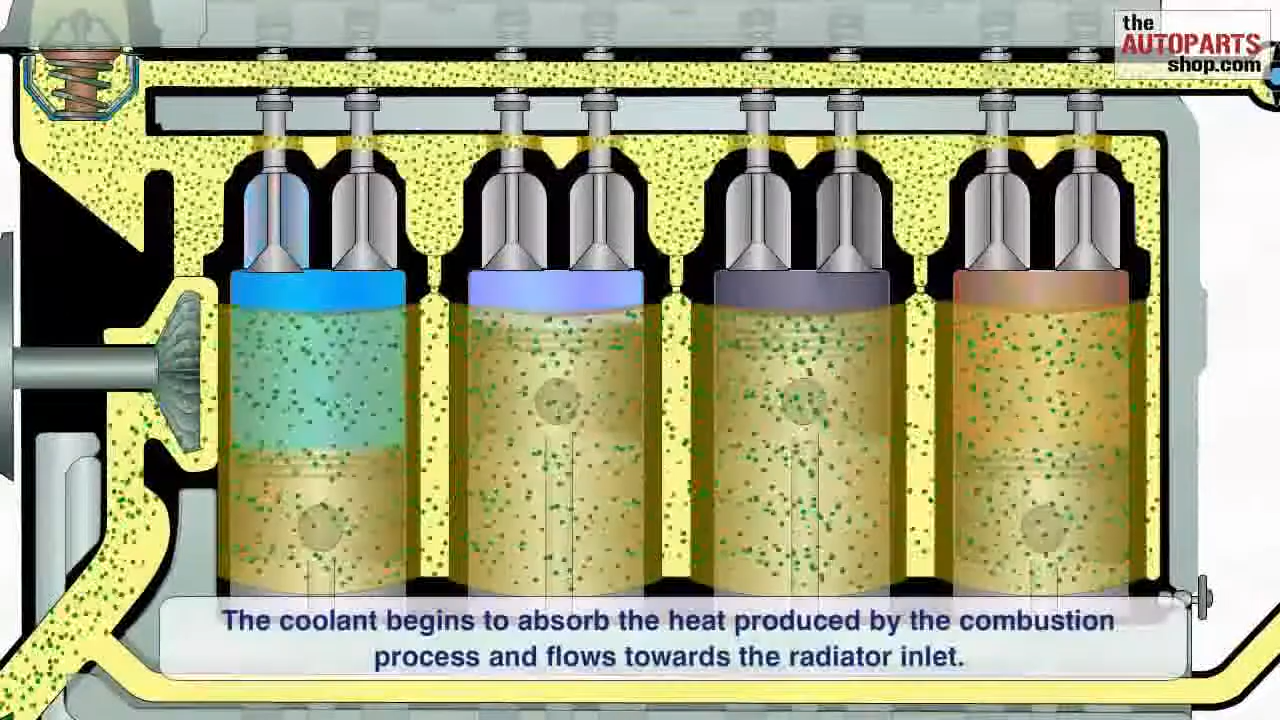 the
AUTOPARTS
shop.com
The coolant begins to absorb the heat produced by the combustion
process and flows towards the radiator inlet.